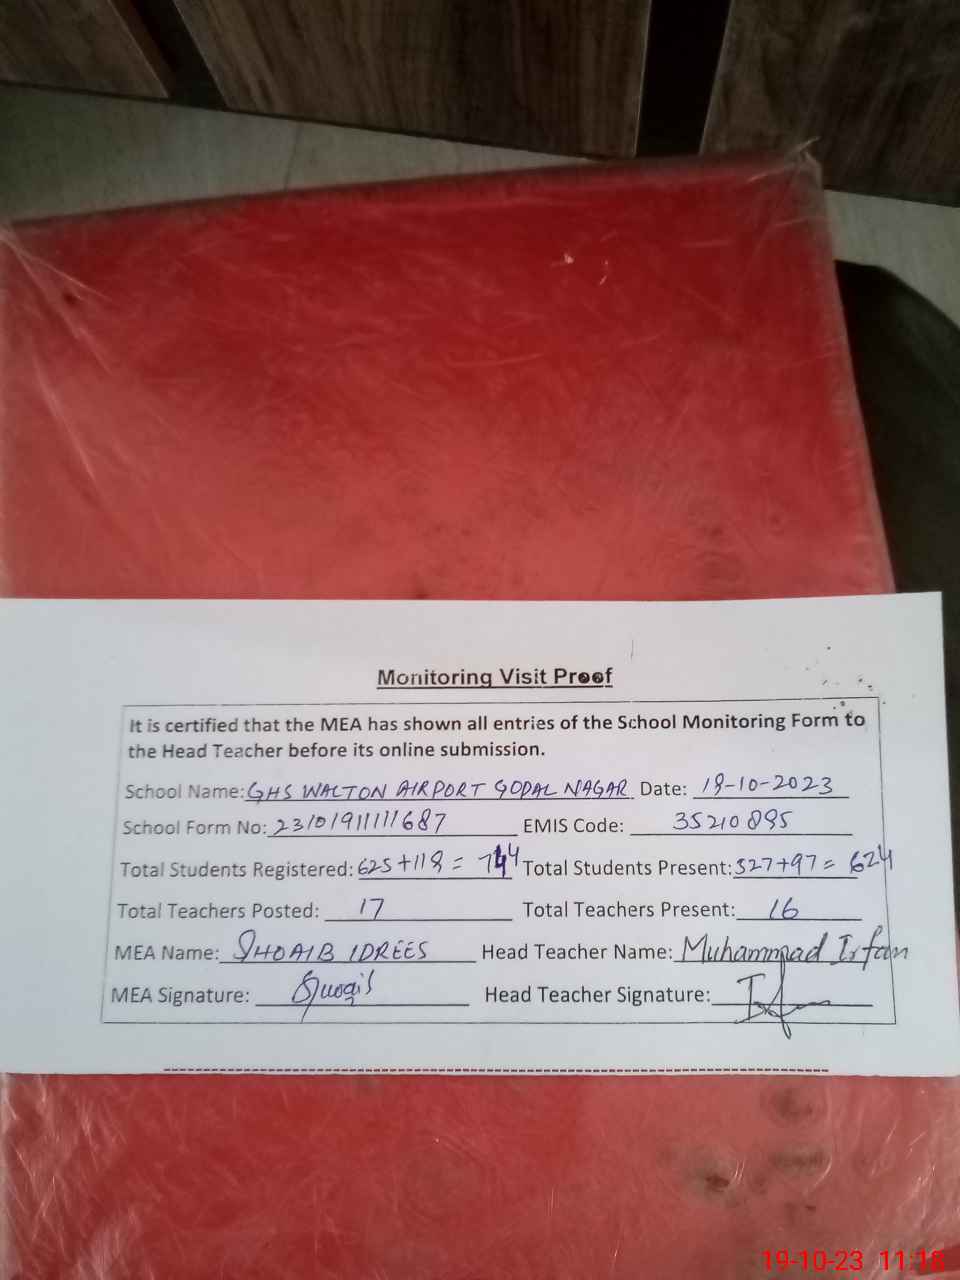 Monitoring Visit Proof
It is certified that the MEA has shown all entries of the School Monitoring Form to
the Head Teacher before its online submission.
School Name: GHS WALTON AIRPORT GOPAL NAGAR Date: 19-10-2023
School Form No: 23101911111687 EMIS Code: 35210895
Total Students Registered: 625+119 = 744 Total Students Present: 527+97 = 624
Total Teachers Posted: 17 Total Teachers Present: 16
MEA Name: SHOAIB IDREES Head Teacher Name: Muhammad Irfan
MEA Signature: Head Teacher Signature:
19-10-23 11:18